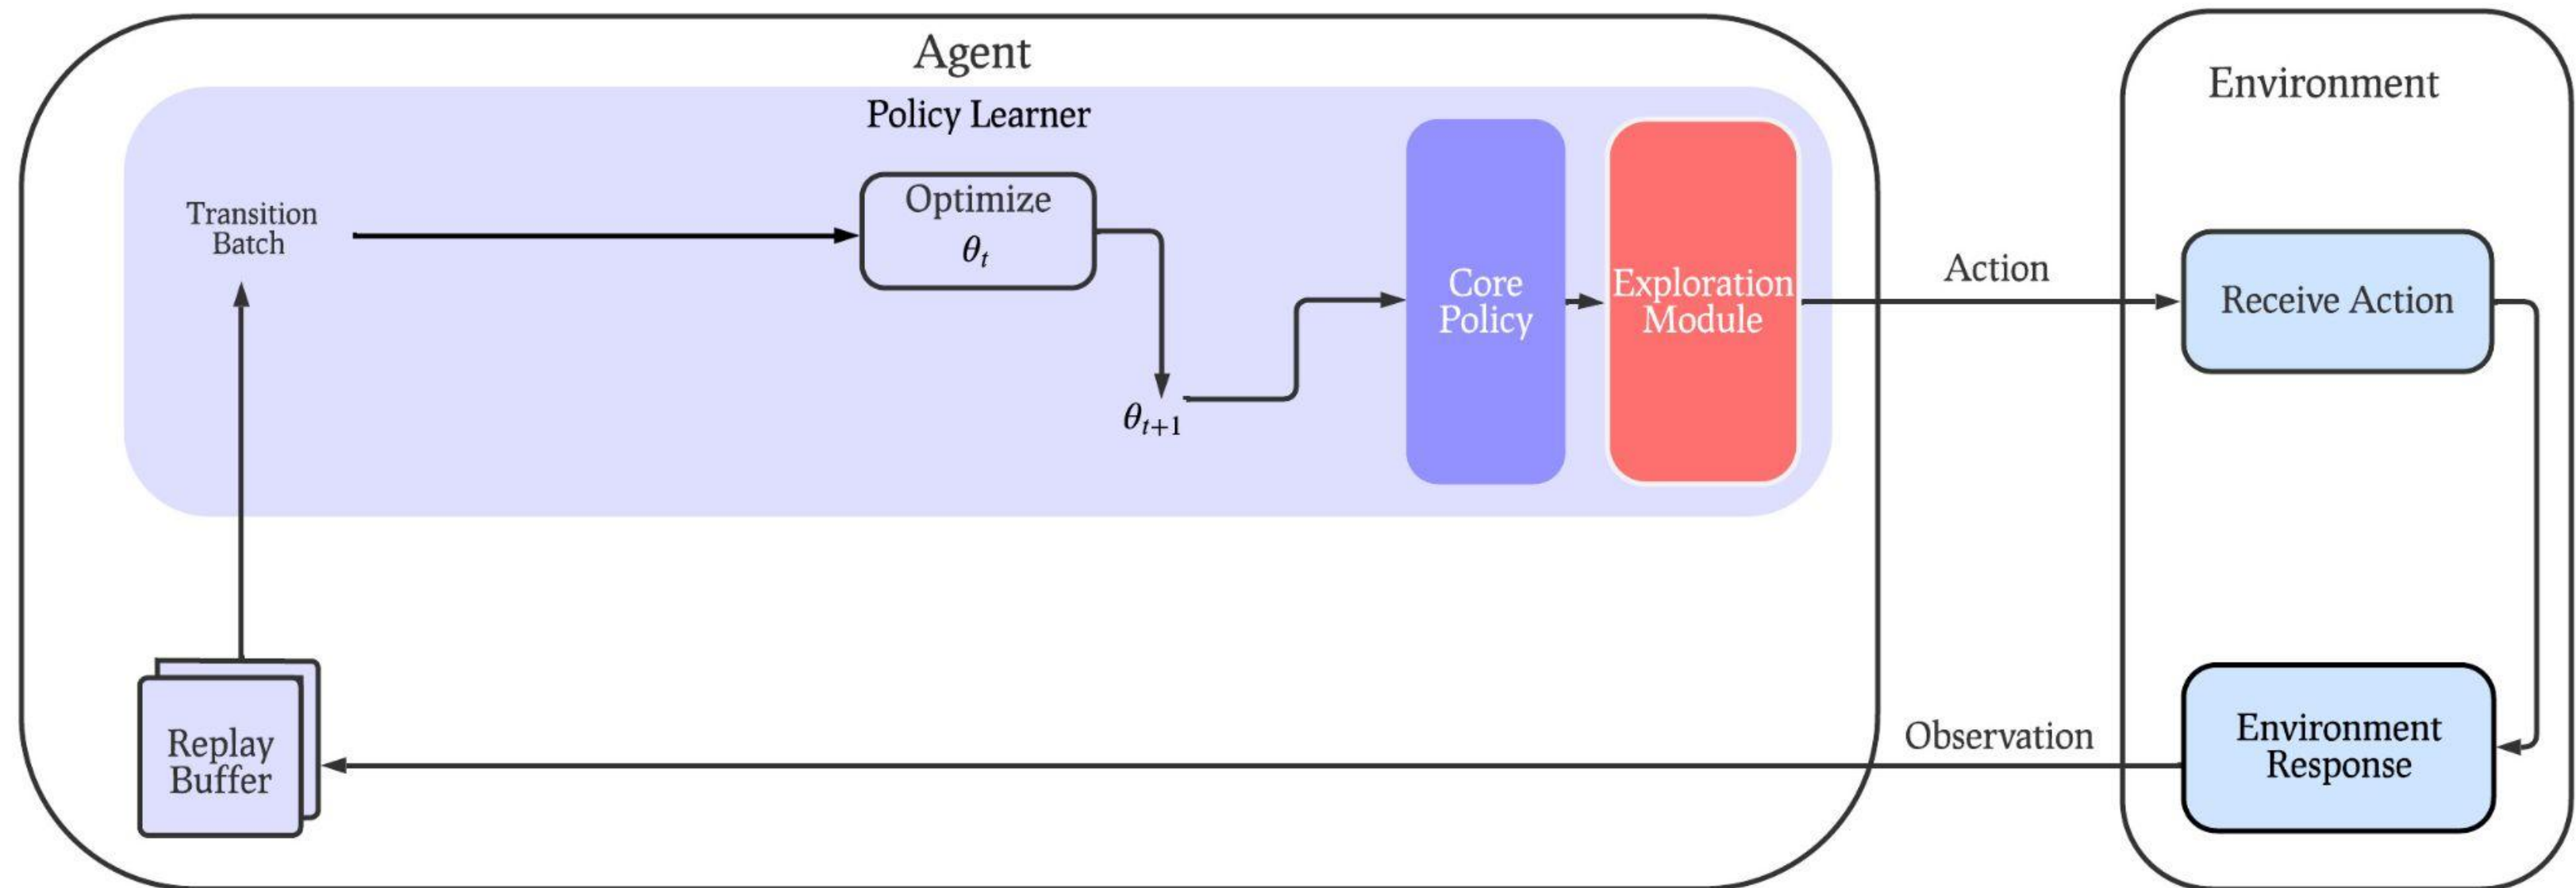 Agent
Policy Learner
Transition
Batch
Optimize
θt
θt+1
Core
Policy
Exploration
Module
Action
Environment
Receive Action
Environment
Response
Observation
Replay
Buffer